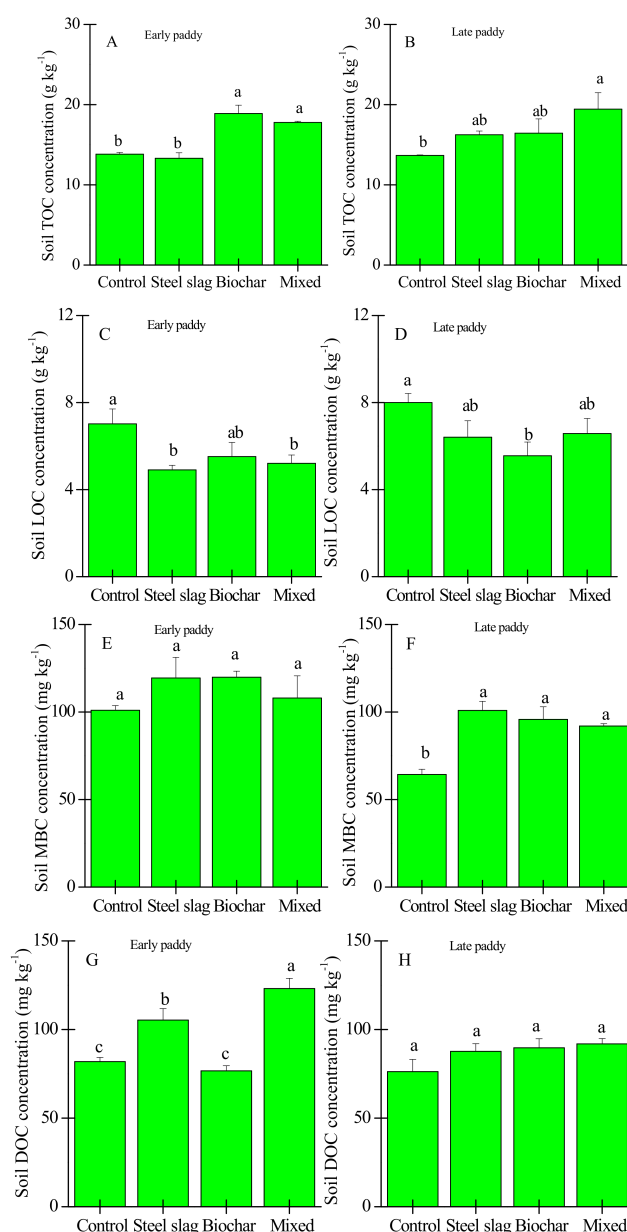 A Early paddy
Soil TOC concentration (g kg⁻¹)
30
20
10
0
b b a a
Control Steel slag Biochar Mixed
B Late paddy
Soil TOC concentration (g kg⁻¹)
30
20
10
0
b ab ab a
Control Steel slag Biochar Mixed
C Early paddy
Soil LOC concentration (g kg⁻¹)
12
8
4
0
a b ab b
Control Steel slag Biochar Mixed
D Late paddy
Soil LOC concentration (g kg⁻¹)
12
8
4
0
a ab b ab
Control Steel slag Biochar Mixed
E Early paddy
Soil MBC concentration (mg kg⁻¹)
150
100
50
0
a a a a
Control Steel slag Biochar Mixed
F Late paddy
Soil MBC concentration (mg kg⁻¹)
150
100
50
0
b a a a
Control Steel slag Biochar Mixed
G Early paddy
Soil DOC concentration (mg kg⁻¹)
150
100
50
0
c b c a
Control Steel slag Biochar Mixed
H Late paddy
Soil DOC concentration (mg kg⁻¹)
150
100
50
0
a a a a
Control Steel slag Biochar Mixed